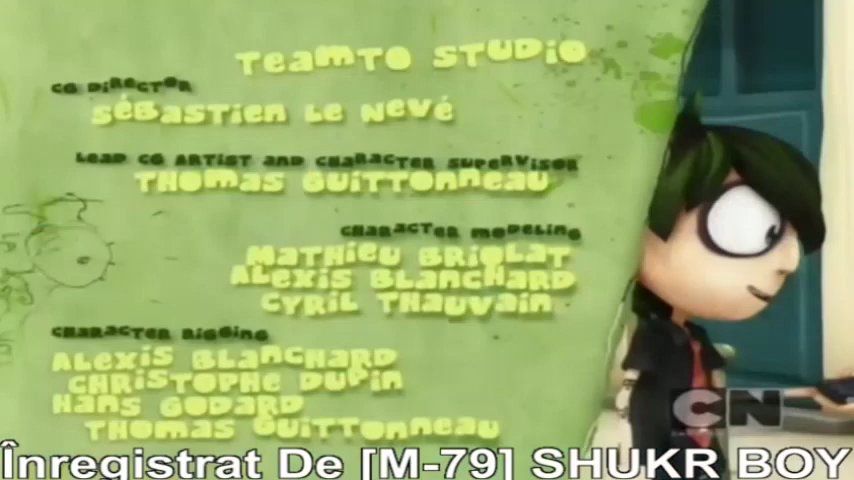 TeamTO STUDIO
CG DIRECTOR
SÉBASTIEN LE NEVÉ
LEAD CG ARTIST AND CHARACTER SUPERVISOR
THOMAS GUITTONNEAU
CHARACTER MODELING
MATHIEU BRIOLAT
ALEXIS BLANCHARD
CYRIL THAUVAIN
CHARACTER RIGGING
ALEXIS BLANCHARD
CHRISTOPHE DUPIN
HANS GODARD
THOMAS GUITTONNEAU
CN
Înregistrat De [M-79] SHUKR BOY